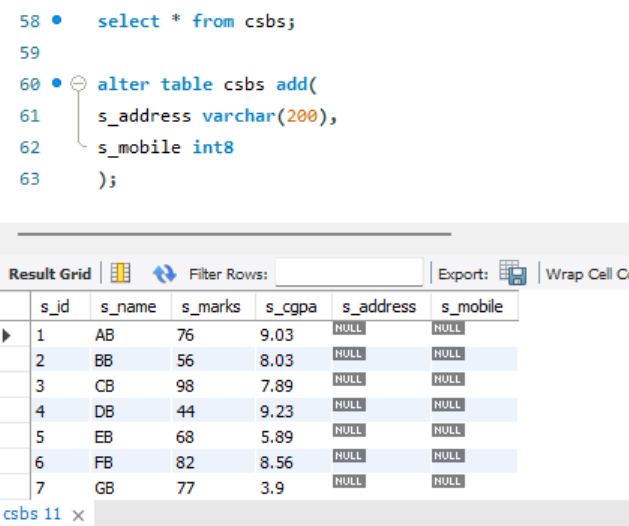 58 select * from csbs;
59
60 alter table csbs add(
61 s_address varchar(200),
62 s_mobile int8
63 );
Result Grid Filter Rows: Export: Wrap Cell Co
s_id s_name s_marks s_cgpa s_address s_mobile
1 AB 76 9.03 NULL NULL
2 BB 56 8.03 NULL NULL
3 CB 98 7.89 NULL NULL
4 DB 44 9.23 NULL NULL
5 EB 68 5.89 NULL NULL
6 FB 82 8.56 NULL NULL
7 GB 77 3.9 NULL NULL
csbs 11 ×